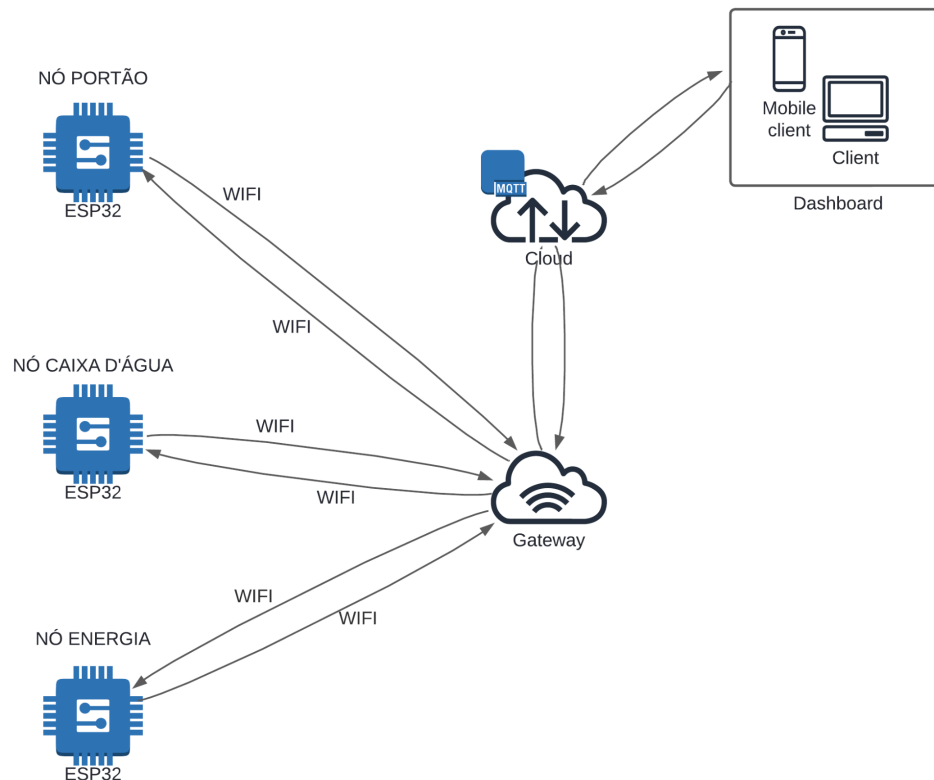 NÓ PORTÃO
ESP32
WIFI
WIFI
NÓ CAIXA D'ÁGUA
ESP32
WIFI
WIFI
NÓ ENERGIA
ESP32
WIFI
WIFI
Gateway
MQTT
Cloud
Mobile
client
Client
Dashboard